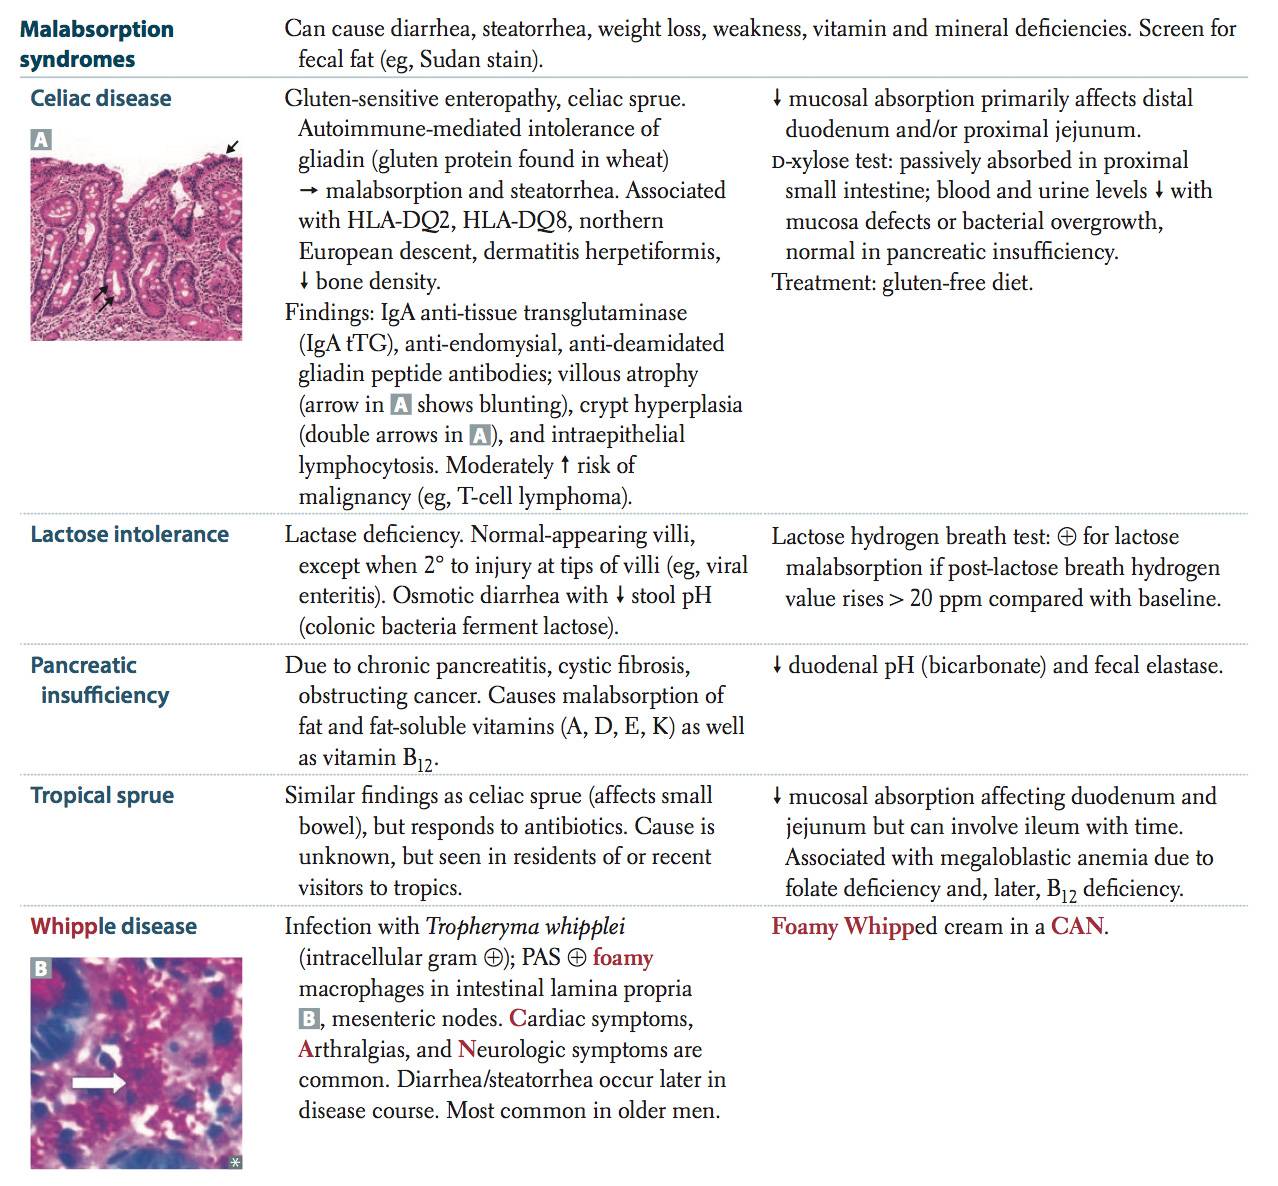 Malabsorption
syndromes
Can cause diarrhea, steatorrhea, weight loss, weakness, vitamin and mineral deficiencies. Screen for
fecal fat (eg, Sudan stain).
Celiac disease
A
Gluten-sensitive enteropathy, celiac sprue.
Autoimmune-mediated intolerance of
gliadin (gluten protein found in wheat)
→ malabsorption and steatorrhea. Associated
with HLA-DQ2, HLA-DQ8, northern
European descent, dermatitis herpetiformis,
↓ bone density.
Findings: IgA anti-tissue transglutaminase
(IgA tTG), anti-endomysial, anti-deamidated
gliadin peptide antibodies; villous atrophy
(arrow in A shows blunting), crypt hyperplasia
(double arrows in A), and intraepithelial
lymphocytosis. Moderately ↑ risk of
malignancy (eg, T-cell lymphoma).
↓ mucosal absorption primarily affects distal
duodenum and/or proximal jejunum.
D-xylose test: passively absorbed in proximal
small intestine; blood and urine levels ↓ with
mucosa defects or bacterial overgrowth,
normal in pancreatic insufficiency.
Treatment: gluten-free diet.
Lactose intolerance
Lactase deficiency. Normal-appearing villi,
except when 2° to injury at tips of villi (eg, viral
enteritis). Osmotic diarrhea with ↓ stool pH
(colonic bacteria ferment lactose).
Lactose hydrogen breath test: ⊕ for lactose
malabsorption if post-lactose breath hydrogen
value rises > 20 ppm compared with baseline.
Pancreatic
insufficiency
Due to chronic pancreatitis, cystic fibrosis,
obstructing cancer. Causes malabsorption of
fat and fat-soluble vitamins (A, D, E, K) as well
as vitamin B₁₂.
↓ duodenal pH (bicarbonate) and fecal elastase.
Tropical sprue
Similar findings as celiac sprue (affects small
bowel), but responds to antibiotics. Cause is
unknown, but seen in residents of or recent
visitors to tropics.
↓ mucosal absorption affecting duodenum and
jejunum but can involve ileum with time.
Associated with megaloblastic anemia due to
folate deficiency and, later, B₁₂ deficiency.
Whipple disease
B
Infection with Tropheryma whipplei
(intracellular gram ⊕); PAS ⊕ foamy
macrophages in intestinal lamina propria
B, mesenteric nodes. Cardiac symptoms,
Arthralgias, and Neurologic symptoms are
common. Diarrhea/steatorrhea occur later in
disease course. Most common in older men.
Foamy Whipped cream in a CAN.